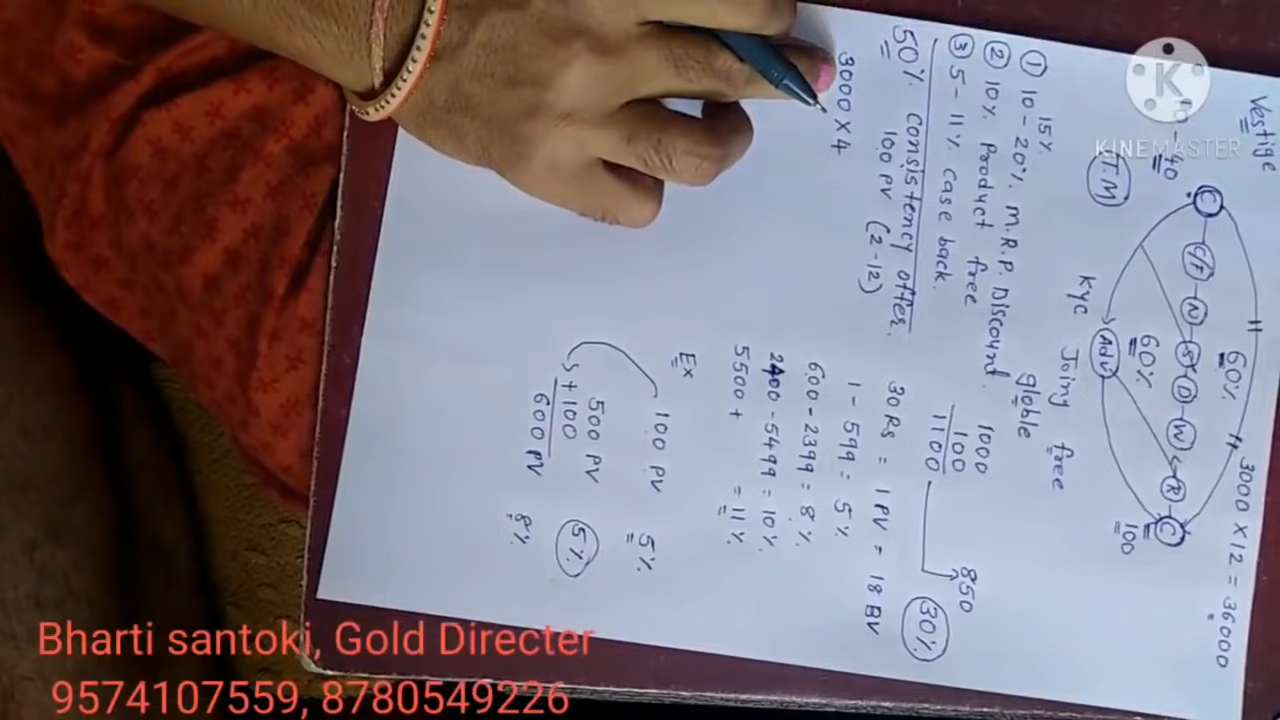 Vestige
10 - 40
T.M
C
C/F
N
S
D
W
R
C
60%
60%
3000 X 12 = 36000
100
Adv
Kyc
Joing free
globle
15%
① 10 - 20% M.R.P. Discount.
② 10% Product free
③ 5 - 11% case back.
1000
100
1100
850
30%
50% consistency offer.
100 PV (2-12)
3000 X 4
30 Rs = 1 PV = 18 BV
1 - 599 = 5%
600 - 2399 = 8%
2400 - 5499 = 10%
5500 + = 11%
Ex
100 PV 5%
500 PV 5%
5 + 100
600 PV 8%
K
KINEMASTER
Bharti santoki, Gold Directer
9574107559, 8780549226